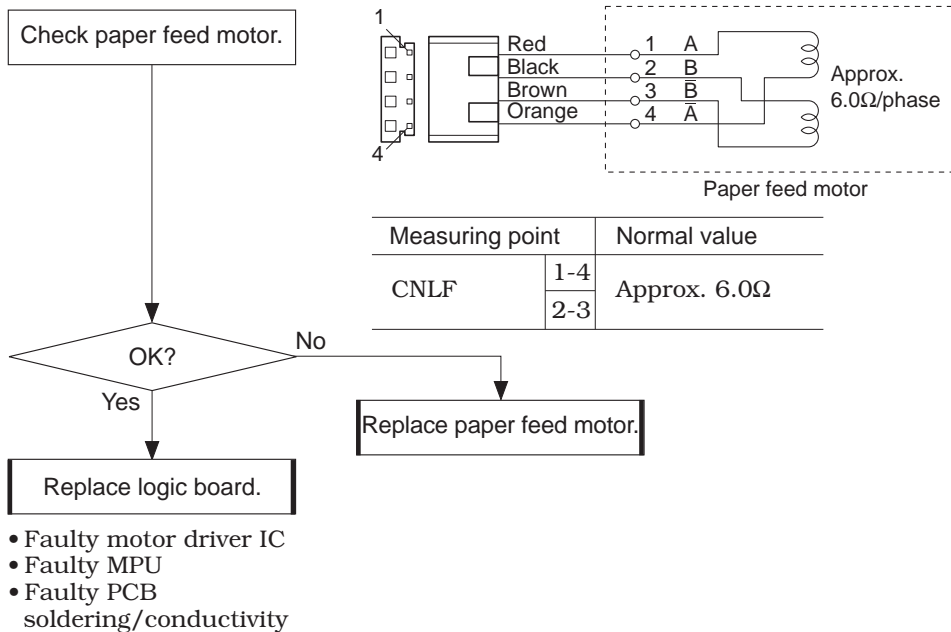 Check paper feed motor.
1
4
Red
Black
Brown
Orange
1 A
2 B
3 B̅
4 A̅
Approx.
6.0Ω/phase
Paper feed motor
Measuring point Normal value
CNLF 1-4 Approx. 6.0Ω
2-3
OK?
No
Yes
Replace paper feed motor.
Replace logic board.
• Faulty motor driver IC
• Faulty MPU
• Faulty PCB
soldering/conductivity